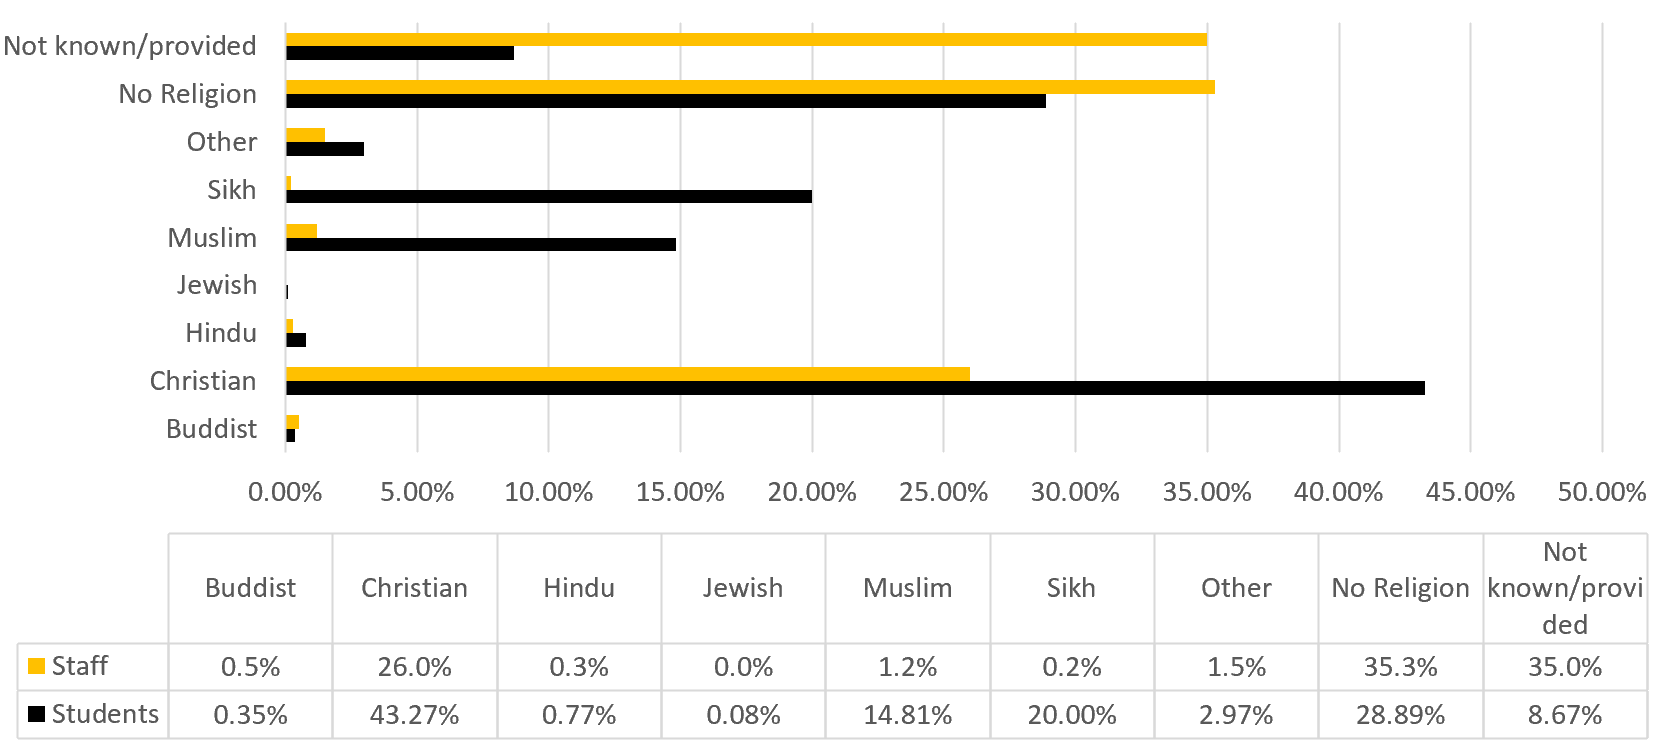 Not known/provided
No Religion
Other
Sikh
Muslim
Jewish
Hindu
Christian
Buddist
0.00% 5.00% 10.00% 15.00% 20.00% 25.00% 30.00% 35.00% 40.00% 45.00% 50.00%
Buddist Christian Hindu Jewish Muslim Sikh Other No Religion Not
known/provi
ded
Staff 0.5% 26.0% 0.3% 0.0% 1.2% 0.2% 1.5% 35.3% 35.0%
Students 0.35% 43.27% 0.77% 0.08% 14.81% 20.00% 2.97% 28.89% 8.67%